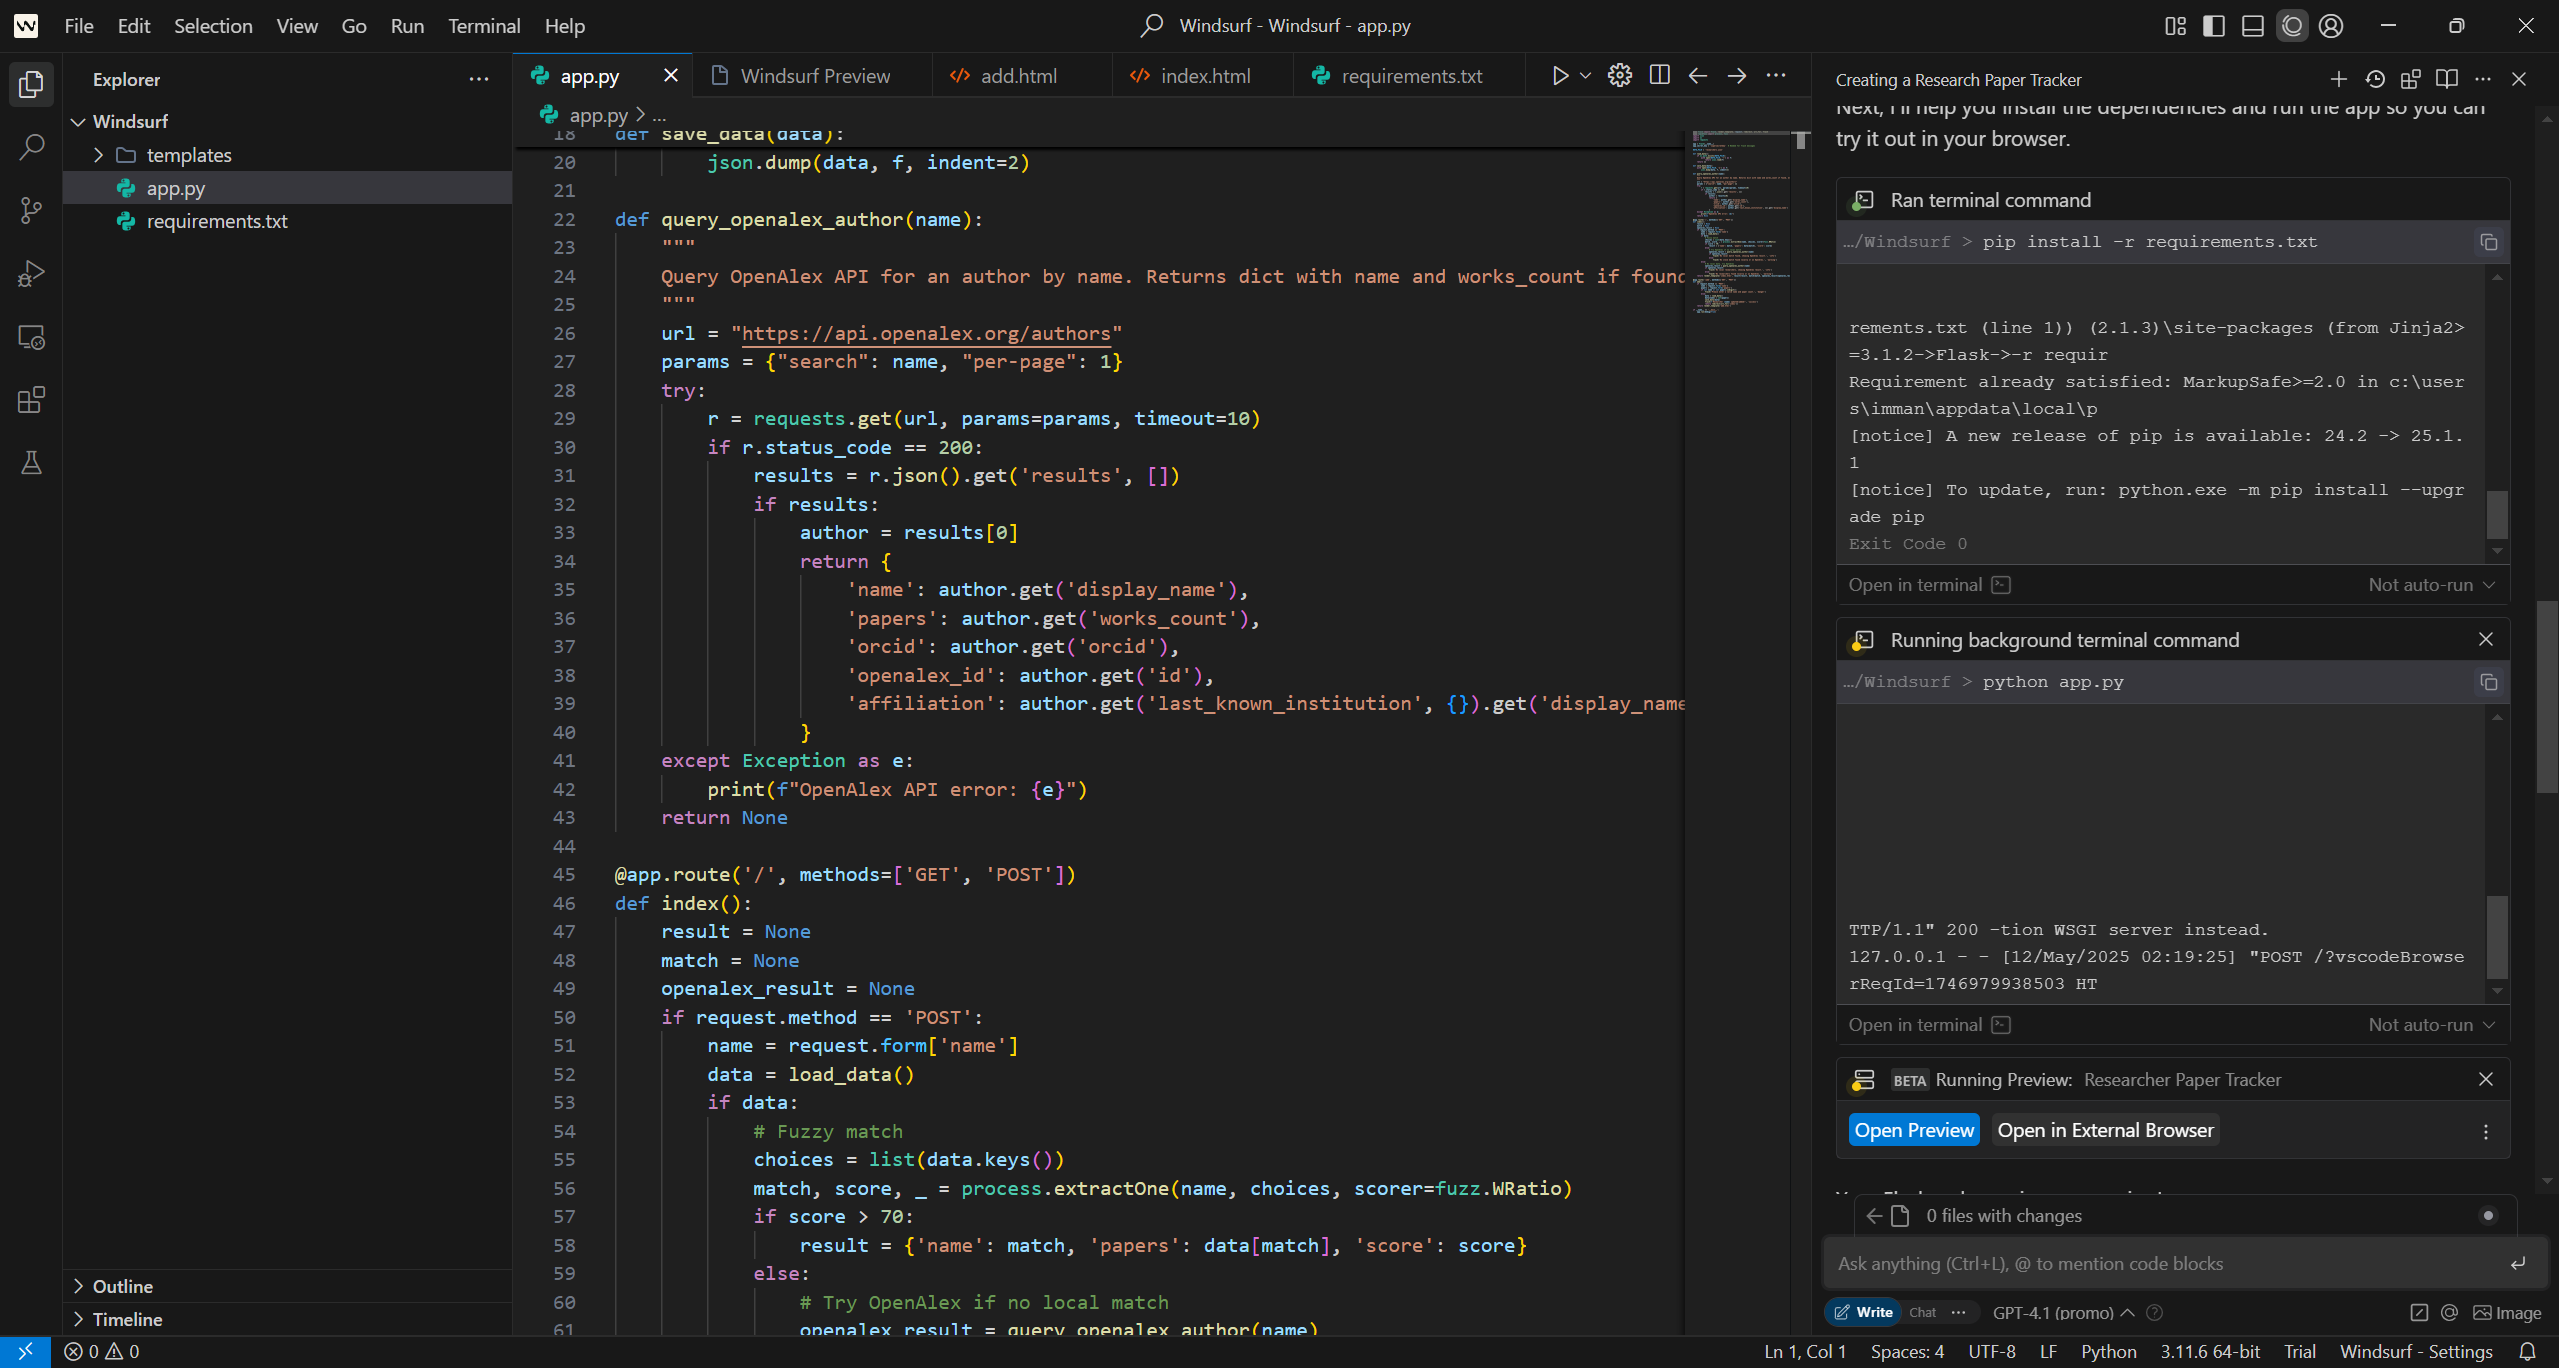 File Edit Selection View Go Run Terminal Help
Windsurf - Windsurf - app.py
Explorer
Windsurf
templates
app.py
requirements.txt
Outline
Timeline
app.py
Windsurf Preview
add.html
index.html
requirements.txt
app.py > ...
18 def save_data(data):
20 json.dump(data, f, indent=2)
21
22 def query_openalex_author(name):
23 """
24 Query OpenAlex API for an author by name. Returns dict with name and works_count if found
25 """
26 url = "https://api.openalex.org/authors"
27 params = {"search": name, "per-page": 1}
28 try:
29 r = requests.get(url, params=params, timeout=10)
30 if r.status_code == 200:
31 results = r.json().get('results', [])
32 if results:
33 author = results[0]
34 return {
35 'name': author.get('display_name'),
36 'papers': author.get('works_count'),
37 'orcid': author.get('orcid'),
38 'openalex_id': author.get('id'),
39 'affiliation': author.get('last_known_institution', {}).get('display_name
40 }
41 except Exception as e:
42 print(f"OpenAlex API error: {e}")
43 return None
44
45 @app.route('/', methods=['GET', 'POST'])
46 def index():
47 result = None
48 match = None
49 openalex_result = None
50 if request.method == 'POST':
51 name = request.form['name']
52 data = load_data()
53 if data:
54 # Fuzzy match
55 choices = list(data.keys())
56 match, score, _ = process.extractOne(name, choices, scorer=fuzz.WRatio)
57 if score > 70:
58 result = {'name': match, 'papers': data[match], 'score': score}
59 else:
60 # Try OpenAlex if no local match
61 openalex_result = query_openalex_author(name)
Creating a Research Paper Tracker
Next, I'll help you install the dependencies and run the app so you can
try it out in your browser.
Ran terminal command
.../Windsurf > pip install -r requirements.txt
rements.txt (line 1)) (2.1.3)\site-packages (from Jinja2>
=3.1.2->Flask->-r requir
Requirement already satisfied: MarkupSafe>=2.0 in c:\user
s\imman\appdata\local\p
[notice] A new release of pip is available: 24.2 -> 25.1.
1
[notice] To update, run: python.exe -m pip install --upgr
ade pip
Exit Code 0
Open in terminal
Not auto-run
Running background terminal command
.../Windsurf > python app.py
TTP/1.1" 200 -tion WSGI server instead.
127.0.0.1 - - [12/May/2025 02:19:25] "POST /?vscodeBrowse
rReqId=1746979938503 HT
Open in terminal
Not auto-run
BETA Running Preview: Researcher Paper Tracker
Open Preview
Open in External Browser
0 files with changes
Ask anything (Ctrl+L), @ to mention code blocks
Write Chat ... GPT-4.1 (promo)
Image
0 0
Ln 1, Col 1 Spaces: 4 UTF-8 LF Python 3.11.6 64-bit Trial Windsurf - Settings